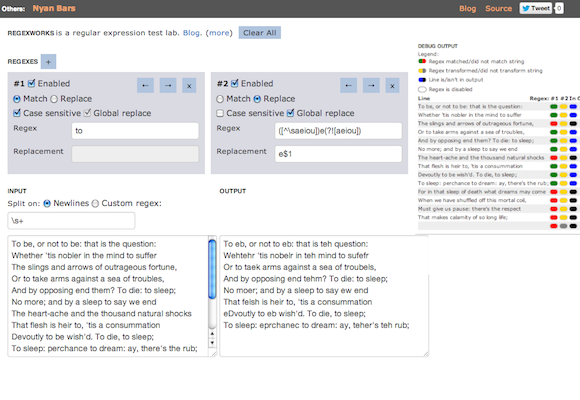 Others: Nyan Bars Blog Source Tweet 0
REGEXWORKS is a regular expression test lab. Blog. (more) Clear All
REGEXES +
#1 Enabled ← → x
Match Replace
Case sensitive Global replace
Regex to
Replacement
#2 Enabled ← → x
Match Replace
Case sensitive Global replace
Regex ([^\saeiou])e(?![aeiou])
Replacement e$1
DEBUG OUTPUT
Legend:
Regex matched/did not match string
Regex transformed/did not transform string
Line is/isn't in output
Regex is disabled
Line Regex: #1 #2 In O
To be, or not to be: that is the question:
Whether 'tis nobler in the mind to suffer
The slings and arrows of outrageous fortune,
Or to take arms against a sea of troubles,
And by opposing end them? To die: to sleep;
No more; and by a sleep to say we end
The heart-ache and the thousand natural shocks
That flesh is heir to, 'tis a consummation
Devoutly to be wish'd. To die, to sleep;
To sleep: perchance to dream: ay, there's the rub;
For in that sleep of death what dreams may come
When we have shuffled off this mortal coil,
Must give us pause: there's the respect
That makes calamity of so long life;
INPUT
Split on: Newlines Custom regex:
\s+
To be, or not to be: that is the question:
Whether 'tis nobler in the mind to suffer
The slings and arrows of outrageous fortune,
Or to take arms against a sea of troubles,
And by opposing end them? To die: to sleep;
No more; and by a sleep to say we end
The heart-ache and the thousand natural shocks
That flesh is heir to, 'tis a consummation
Devoutly to be wish'd. To die, to sleep;
To sleep: perchance to dream: ay, there's the rub;
OUTPUT
To eb, or not to eb: that is teh question:
Wehtehr 'tis nobelr in teh mind to suffetr
Or to taek arms against a sea of troubels,
And by opposing end tehm? To die: to sleep;
No moer; and by a sleep to say ew end
That felsh is heir to, 'tis a consummation
eDvoutly to eb wish'd. To die, to sleep;
To sleep: eprchanec to dream: ay, teher's teh rub;